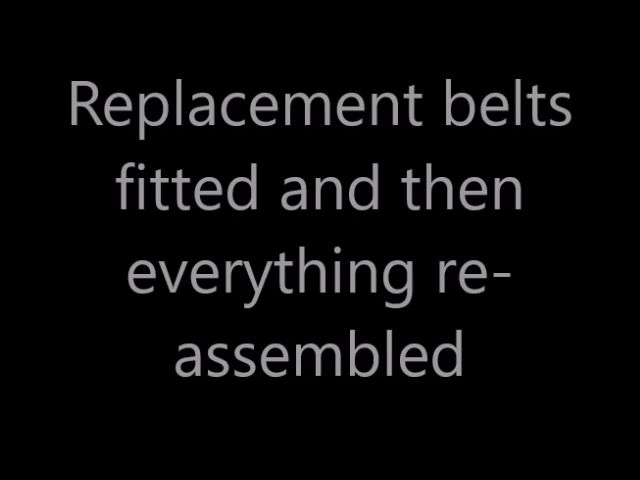 Replacement belts
fitted and then
everything re-
assembled